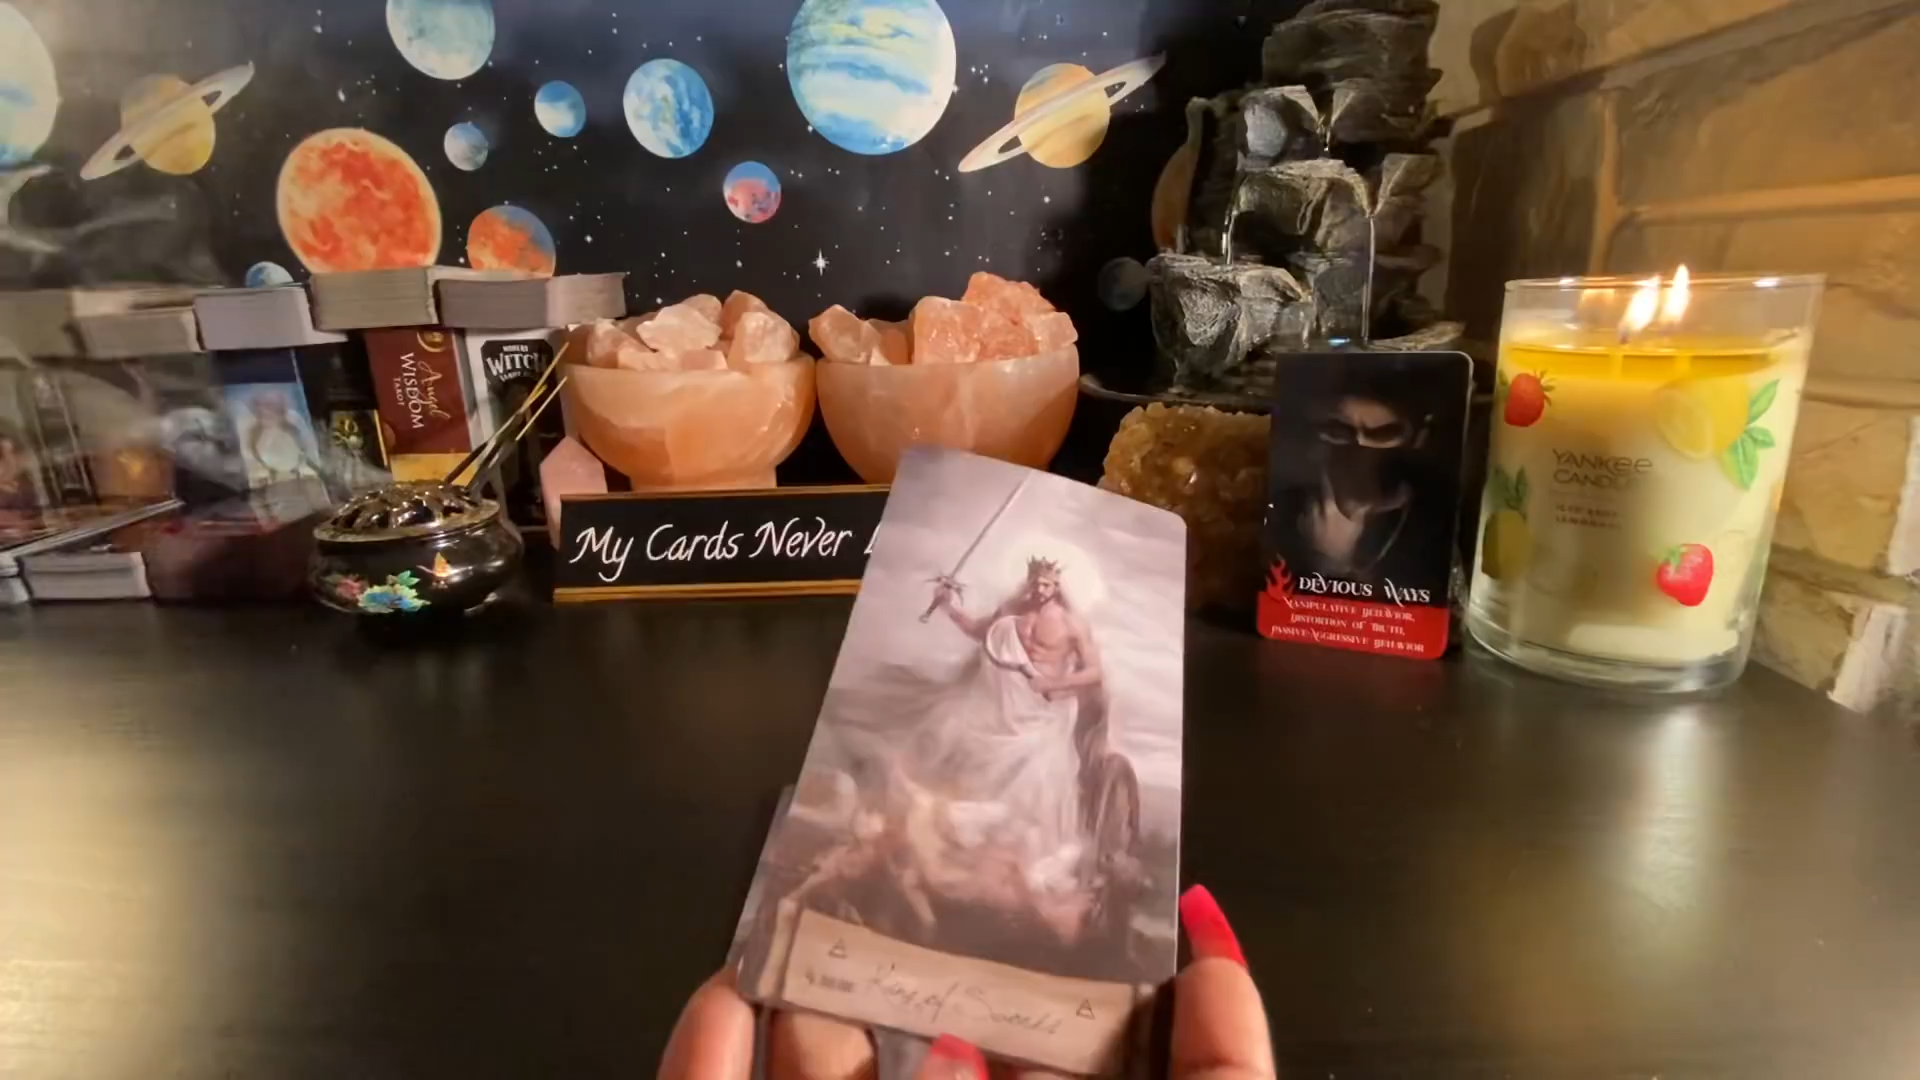 Angel
WISDOM
TAROT
WITCH
My Cards Never
YANKEE
CANDLE
DEVIOUS WAYS
MANIPULATIVE BEHAVIOR,
DISTORTION OF TRUTH,
PASSIVE-AGGRESSIVE BEHAVIOR
King of Swords